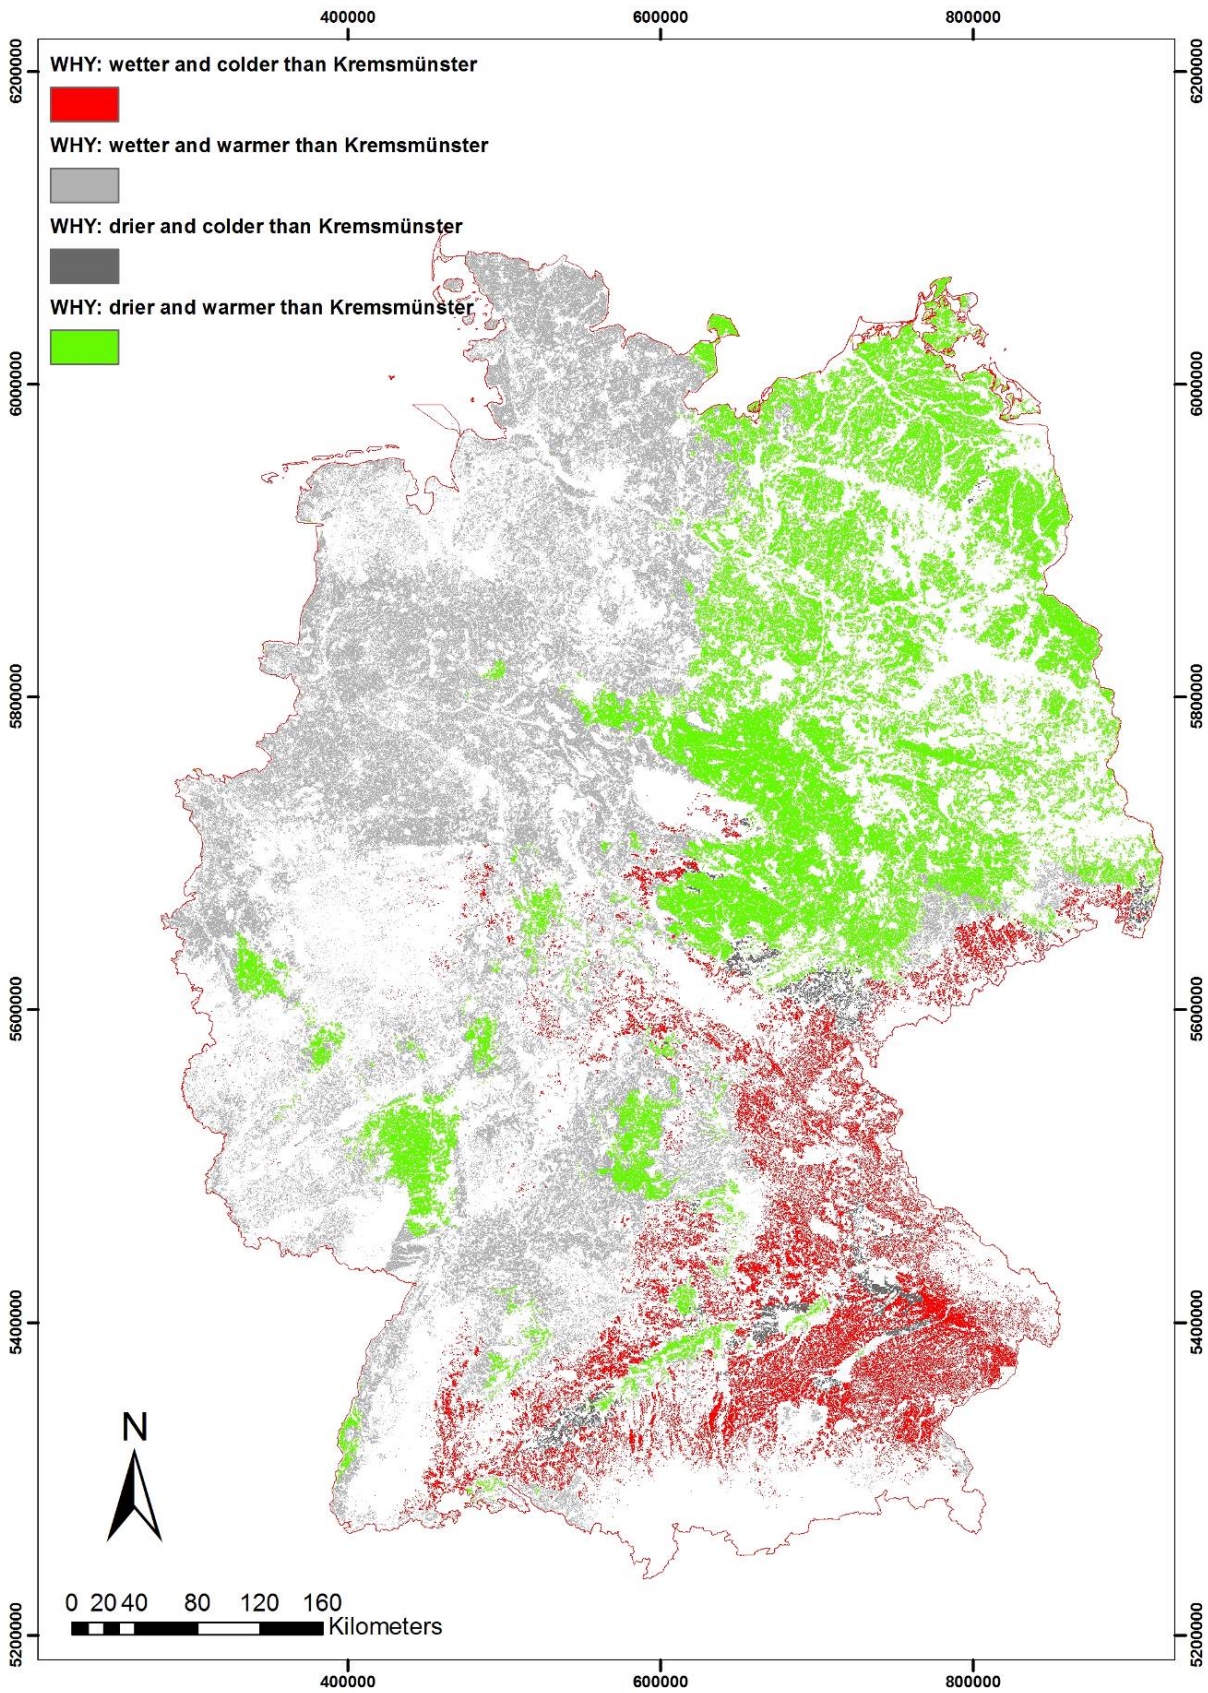 400000 600000 800000
WHY: wetter and colder than Kremsmünster
WHY: wetter and warmer than Kremsmünster
WHY: drier and colder than Kremsmünster
WHY: drier and warmer than Kremsmünster
6200000 6200000
6000000 6000000
5800000 5800000
5600000 5600000
5400000 5400000
5200000 5200000
N
0 20 40 80 120 160
Kilometers
400000 600000 800000